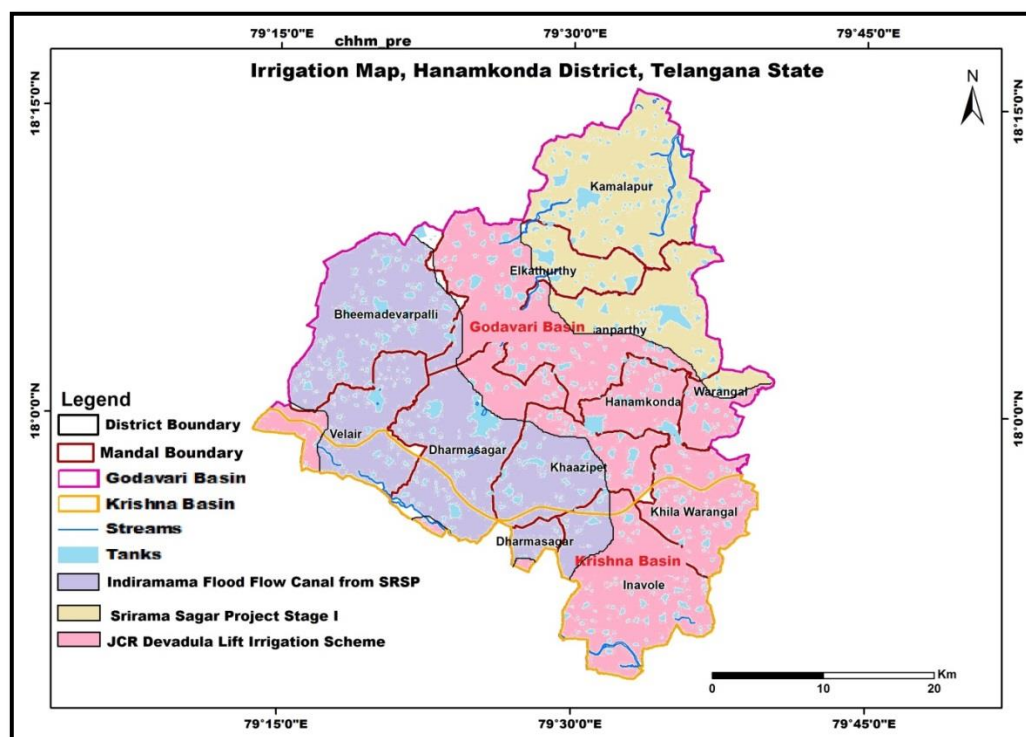 79°15'0"E 79°30'0"E 79°45'0"E
chhm_pre
Irrigation Map, Hanamkonda District, Telangana State
N
18°15'0"N 18°15'0"N
Kamalapur
Elkathurthy
Bheemadevarpalli
Godavari Basin
anparthy
Warangal
Hanamkonda
18°0'0"N 18°0'0"N
Velair
Dharmasagar
Khaazipet
Khila Warangal
Dharmasagar
Krishna Basin
Inavole
Legend
District Boundary
Mandal Boundary
Godavari Basin
Krishna Basin
Streams
Tanks
Indiramama Flood Flow Canal from SRSP
Srirama Sagar Project Stage I
JCR Devadula Lift Irrigation Scheme
Km
0 10 20
79°15'0"E 79°30'0"E 79°45'0"E